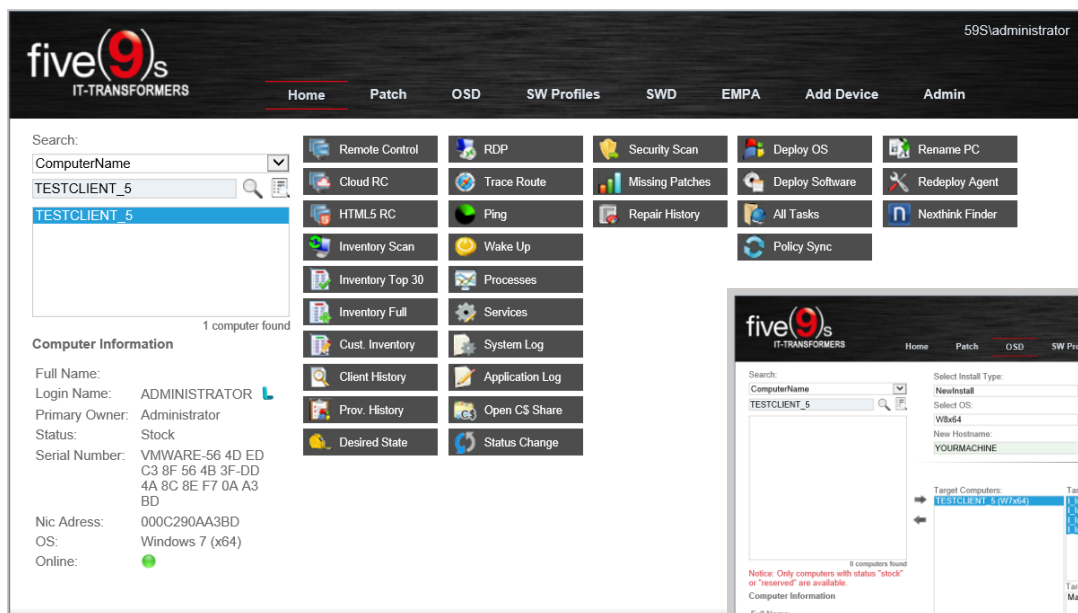 59S\administrator
five(9)s
IT-TRANSFORMERS
Home Patch OSD SW Profiles SWD EMPA Add Device Admin
Search:
ComputerName
TESTCLIENT_5
TESTCLIENT_5
1 computer found
Computer Information
Full Name:
Login Name: ADMINISTRATOR L
Primary Owner: Administrator
Status: Stock
Serial Number: VMWARE-56 4D ED
C3 8F 56 4B 3F-DD
4A 8C 8E F7 0A A3
BD
Nic Adress: 000C290AA3BD
OS: Windows 7 (x64)
Online:
Remote Control RDP Security Scan Deploy OS Rename PC
Cloud RC Trace Route Missing Patches Deploy Software Redeploy Agent
HTML5 RC Ping Repair History All Tasks Nexthink Finder
Inventory Scan Wake Up Policy Sync
Inventory Top 30 Processes
Inventory Full Services
Cust. Inventory System Log
Client History Application Log
Prov. History Open C$ Share
Desired State Status Change
five(9)s
IT-TRANSFORMERS
Home Patch OSD SW Pro
Search:
ComputerName
TESTCLIENT_5
0 computers found
Notice: Only computers with status "stock"
or "reserved" are available
Computer Information
Full Name:
Select Install Type:
NewInstall
Select OS:
W8x64
New Hostname:
YOURMACHINE
Target Computers:
TESTCLIENT_5 (W7x64)
Ta
Ma